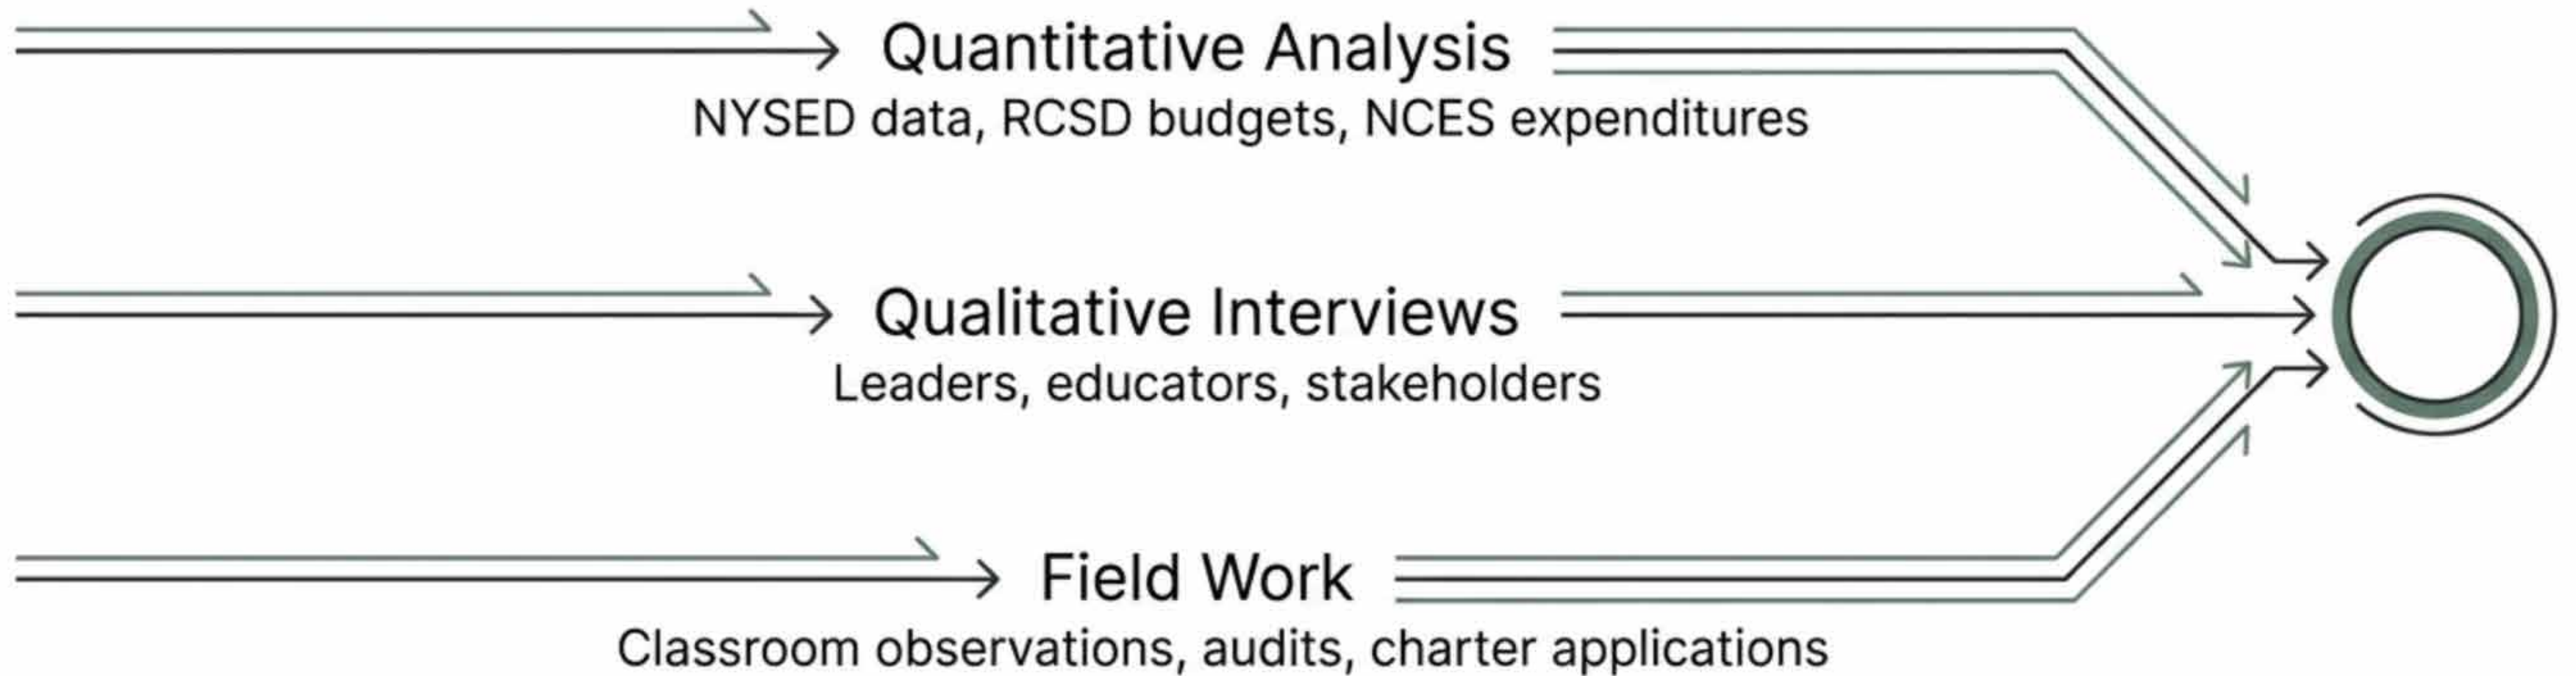 Quantitative Analysis
NYSED data, RCSD budgets, NCES expenditures
Qualitative Interviews
Leaders, educators, stakeholders
Field Work
Classroom observations, audits, charter applications